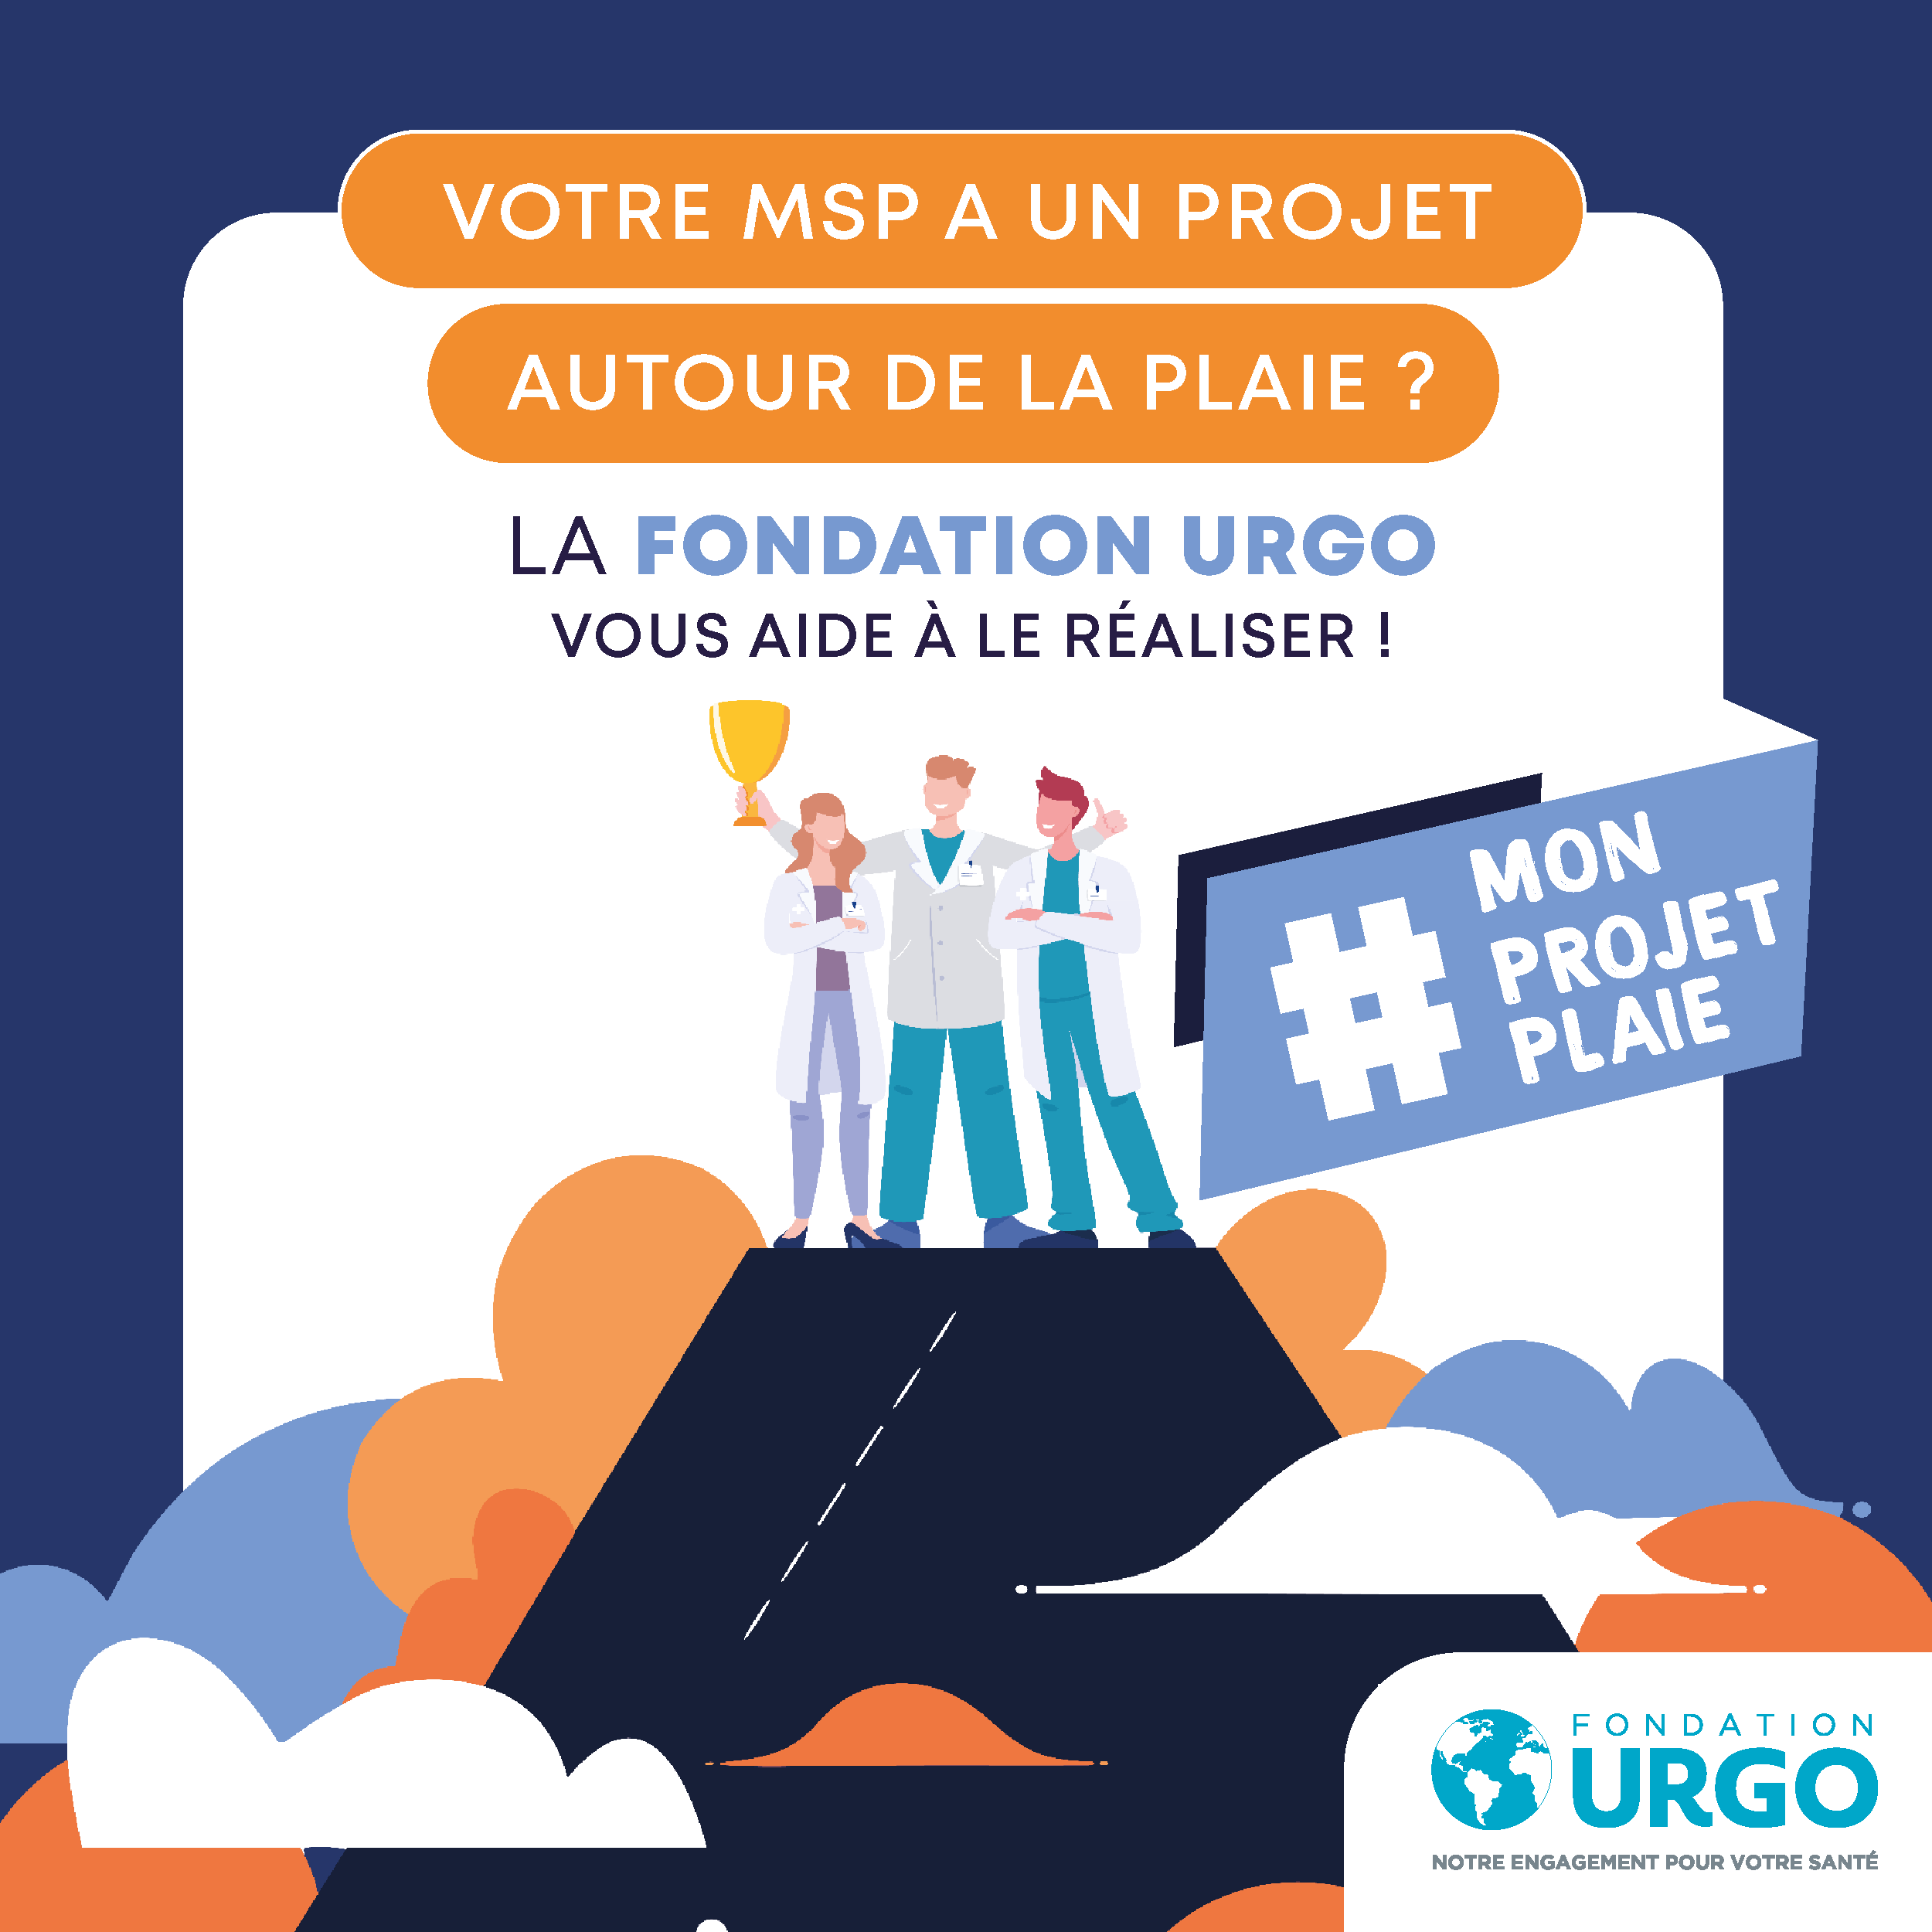 VOTRE MSP A UN PROJET
AUTOUR DE LA PLAIE ?
LA FONDATION URGO
VOUS AIDE À LE RÉALISER !
#
MON
PROJET
PLAIE
FONDATION
URGO
NOTRE ENGAGEMENT POUR VOTRE SANTÉ